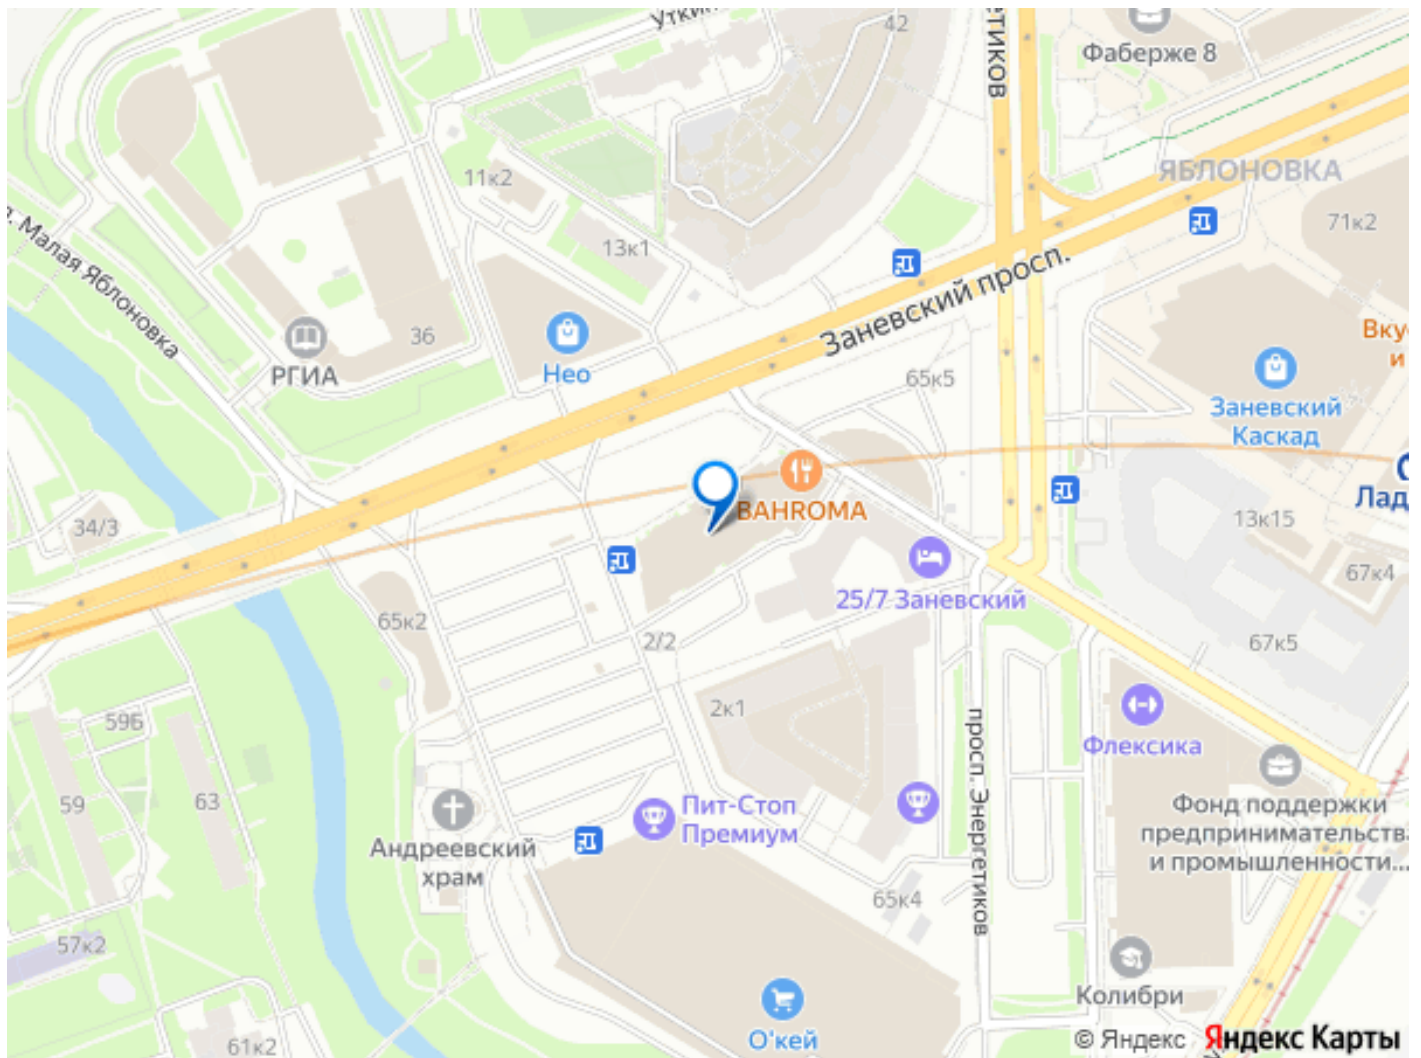 42
Фаберже 8
ЯБЛОНОВКА
11к2
71к2
Малая Яблоновка
13к1
Заневский просп.
36
РГИА
Нео
65к5
Заневский
Каскад
BAHROMA
34/3
13к15
67к4
25/7 Заневский
65к2
2/2
67к5
59Б
2к1
просп. Энергетиков
Флексика
59
63
Пит-Стоп
Премиум
Фонд поддержки
предпринимательства
и промышленности...
Андреевский
храм
65к4
57к2
Колибри
О'кей
61к2
© Яндекс Яндекс Карты